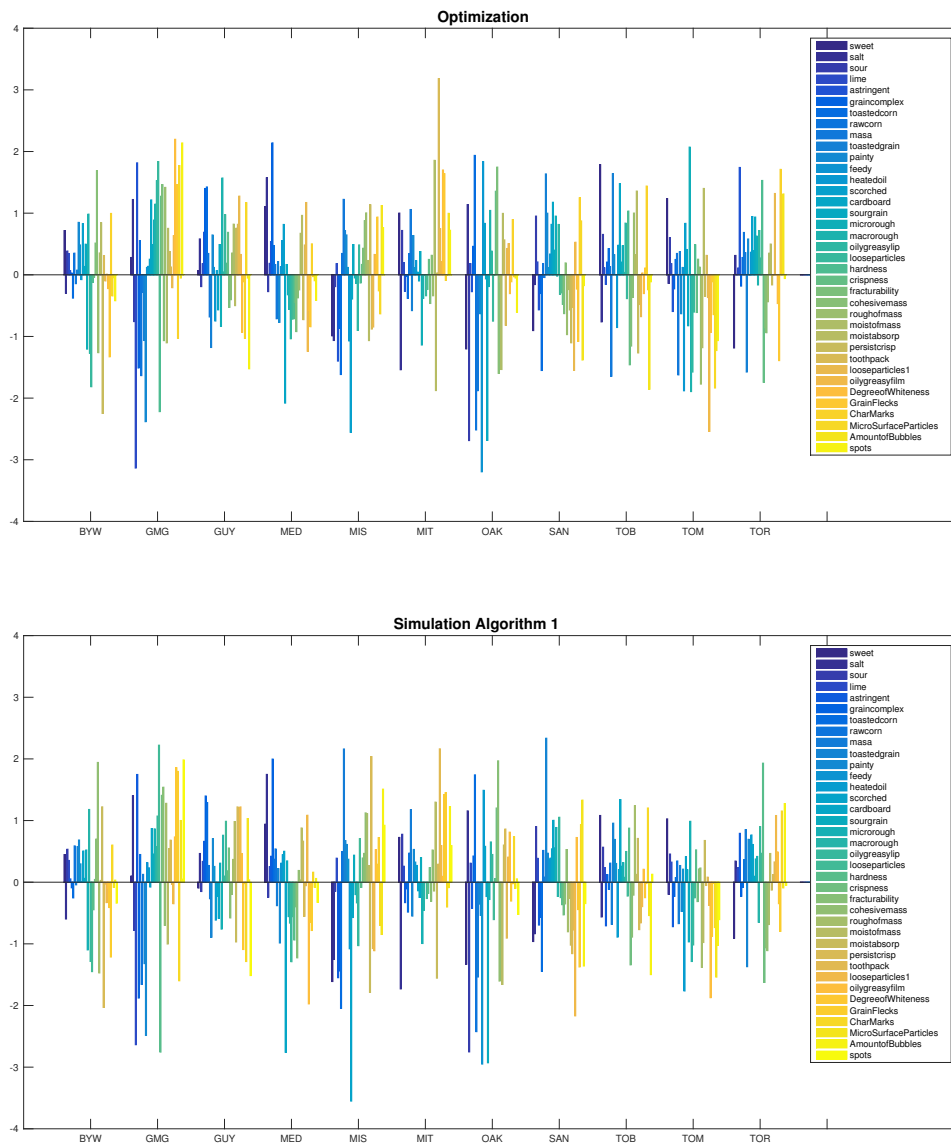 Optimization
4
3
2
1
0
-1
-2
-3
-4
BYW GMG GUY MED MIS MIT OAK SAN TOB TOM TOR
sweet
salt
sour
lime
astringent
graincomplex
toastedcorn
rawcorn
masa
toastedgrain
painty
feedy
heatedoil
scorched
cardboard
sourgrain
microrough
macrorough
oilygreasylip
looseparticles
hardness
crispness
fracturability
cohesivemass
roughofmass
moistofmass
moistabsorp
persistcrisp
toothpack
looseparticles1
oilygreasyfilm
DegreeofWhiteness
GrainFlecks
CharMarks
MicroSurfaceParticles
AmountofBubbles
spots
Simulation Algorithm 1
4
3
2
1
0
-1
-2
-3
-4
BYW GMG GUY MED MIS MIT OAK SAN TOB TOM TOR
sweet
salt
sour
lime
astringent
graincomplex
toastedcorn
rawcorn
masa
toastedgrain
painty
feedy
heatedoil
scorched
cardboard
sourgrain
microrough
macrorough
oilygreasylip
looseparticles
hardness
crispness
fracturability
cohesivemass
roughofmass
moistofmass
moistabsorp
persistcrisp
toothpack
looseparticles1
oilygreasyfilm
DegreeofWhiteness
GrainFlecks
CharMarks
MicroSurfaceParticles
AmountofBubbles
spots